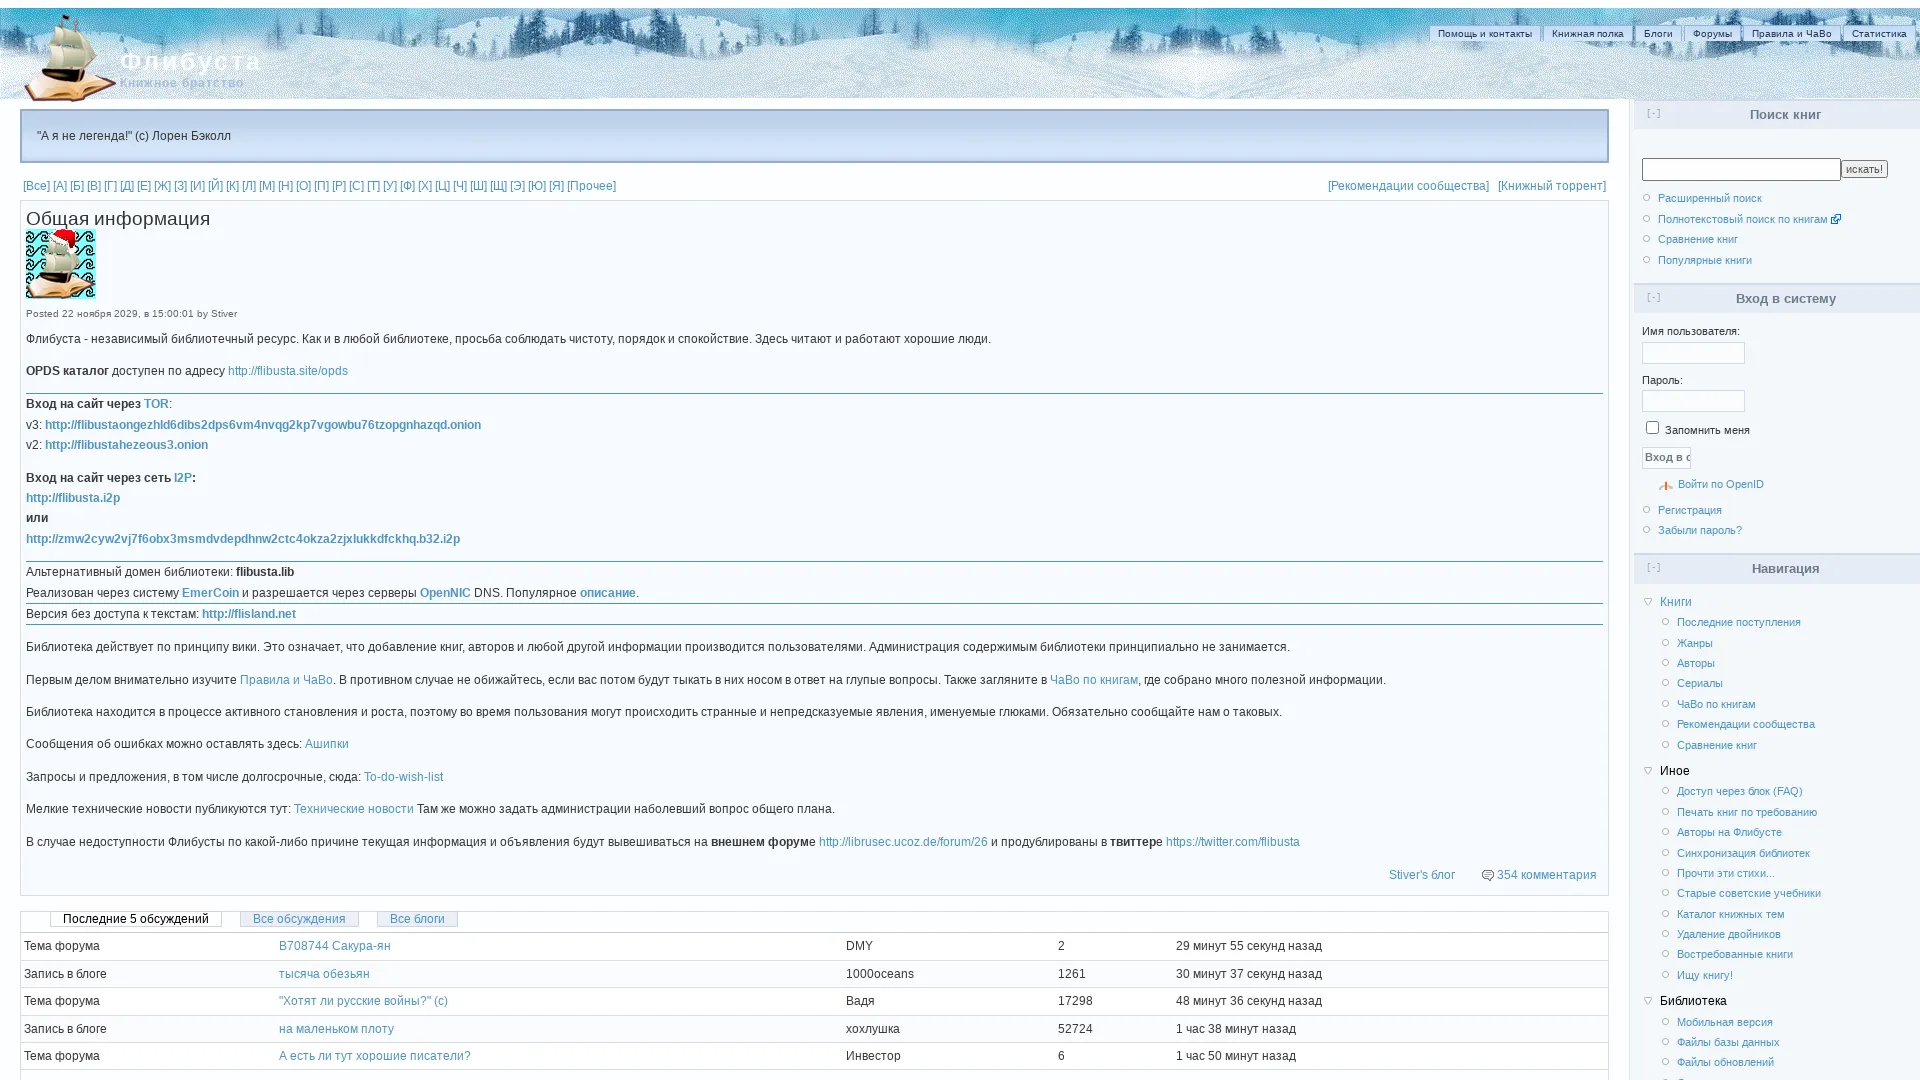 Флибуста
Книжное братство
Помощь и контакты
Книжная полка
Блоги
Форумы
Правила и ЧаВо
Статистика
"А я не легенда!" (с) Лорен Бэколл
[Все] [А] [Б] [В] [Г] [Д] [Е] [Ж] [З] [И] [Й] [К] [Л] [М] [Н] [О] [П] [Р] [С] [Т] [У] [Ф] [Х] [Ц] [Ч] [Ш] [Щ] [Э] [Ю] [Я] [Прочее]
[Рекомендации сообщества] [Книжный торрент]
Общая информация
Posted 22 ноября 2029, в 15:00:01 by Stiver
Флибуста - независимый библиотечный ресурс. Как и в любой библиотеке, просьба соблюдать чистоту, порядок и спокойствие. Здесь читают и работают хорошие люди.
OPDS каталог доступен по адресу http://flibusta.site/opds
Вход на сайт через TOR:
v3: http://flibustaongezhld6dibs2dps6vm4nvqg2kp7vgowbu76tzopgnhazqd.onion
v2: http://flibustahezeous3.onion
Вход на сайт через сеть I2P:
http://flibusta.i2p
или
http://zmw2cyw2vj7f6obx3msmdvdepdhnw2ctc4okza2zjxlukkdfckhq.b32.i2p
Альтернативный домен библиотеки: flibusta.lib
Реализован через систему EmerCoin и разрешается через серверы OpenNIC DNS. Популярное описание.
Версия без доступа к текстам: http://flisland.net
Библиотека действует по принципу вики. Это означает, что добавление книг, авторов и любой другой информации производится пользователями. Администрация содержимым библиотеки принципиально не занимается.
Первым делом внимательно изучите Правила и ЧаВо. В противном случае не обижайтесь, если вас потом будут тыкать в них носом в ответ на глупые вопросы. Также загляните в ЧаВо по книгам, где собрано много полезной информации.
Библиотека находится в процессе активного становления и роста, поэтому во время пользования могут происходить странные и непредсказуемые явления, именуемые глюками. Обязательно сообщайте нам о таковых.
Сообщения об ошибках можно оставлять здесь: Ашипки
Запросы и предложения, в том числе долгосрочные, сюда: To-do-wish-list
Мелкие технические новости публикуются тут: Технические новости Там же можно задать администрации наболевший вопрос общего плана.
В случае недоступности Флибусты по какой-либо причине текущая информация и объявления будут вывешиваться на внешнем форуме http://librusec.ucoz.de/forum/26 и продублированы в твиттере https://twitter.com/flibusta
Stiver's блог
354 комментария
Последние 5 обсуждений
Все обсуждения
Все блоги
Тема форума В708744 Сакура-ян DMY 2 29 минут 55 секунд назад
Запись в блоге тысяча обезьян 1000oceans 1261 30 минут 37 секунд назад
Тема форума "Хотят ли русские войны?" (с) Вадя 17298 48 минут 36 секунд назад
Запись в блоге на маленьком плоту хохлушка 52724 1 час 38 минут назад
Тема форума А есть ли тут хорошие писатели? Инвестор 6 1 час 50 минут назад
[-] Поиск книг
искать!
Расширенный поиск
Полнотекстовый поиск по книгам
Сравнение книг
Популярные книги
[-] Вход в систему
Имя пользователя:
Пароль:
Запомнить меня
Вход в с
Войти по OpenID
Регистрация
Забыли пароль?
[-] Навигация
Книги
Последние поступления
Жанры
Авторы
Сериалы
ЧаВо по книгам
Рекомендации сообщества
Сравнение книг
Иное
Доступ через блок (FAQ)
Печать книг по требованию
Авторы на Флибусте
Синхронизация библиотек
Прочти эти стихи...
Старые советские учебники
Каталог книжных тем
Удаление двойников
Востребованные книги
Ищу книгу!
Библиотека
Мобильная версия
Файлы базы данных
Файлы обновлений